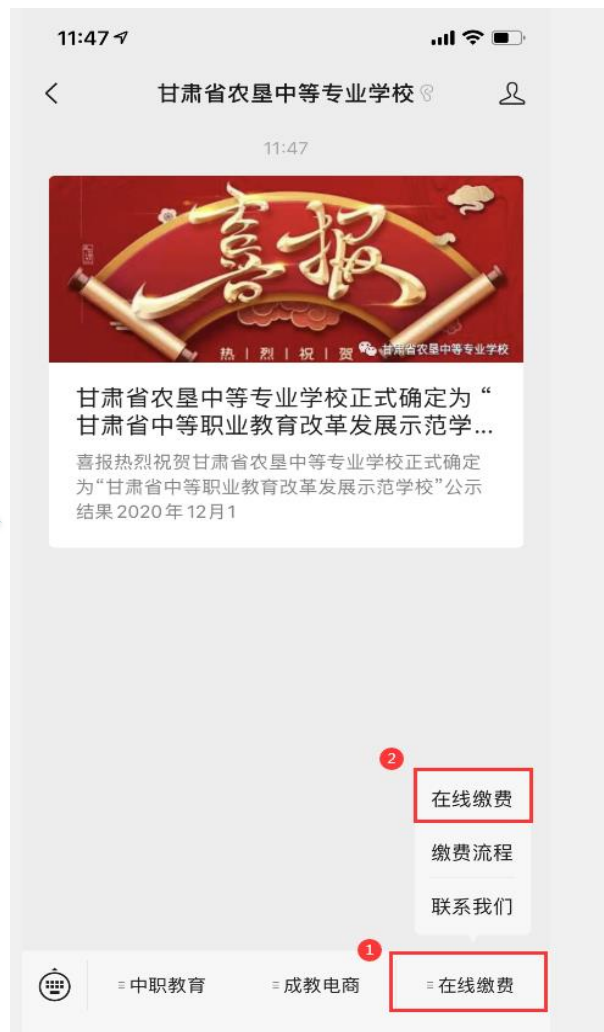 11:47
甘肃省农垦中等专业学校
11:47
喜报
热 | 烈 | 祝 | 贺
甘肃省农垦中等专业学校
甘肃省农垦中等专业学校正式确定为“
甘肃省中等职业教育改革发展示范学...
喜报热烈祝贺甘肃省农垦中等专业学校正式确定
为“甘肃省中等职业教育改革发展示范学校”公示
结果2020年12月1
2
在线缴费
缴费流程
联系我们
1
中职教育
成教电商
在线缴费